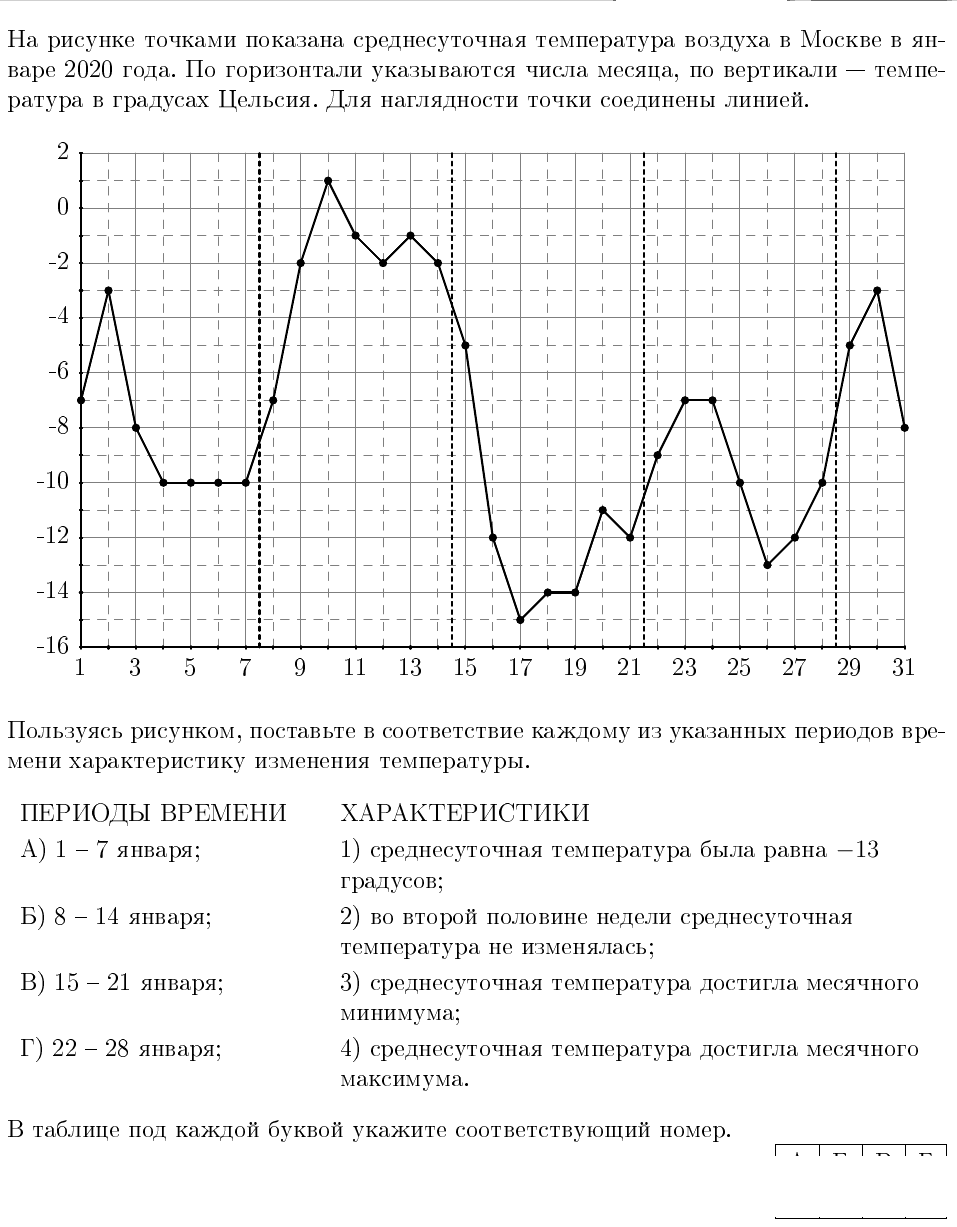 На рисунке точками показана среднесуточная температура воздуха в Москве в ян-
варе 2020 года. По горизонтали указываются числа месяца, по вертикали — темпе-
ратура в градусах Цельсия. Для наглядности точки соединены линией.
2
0
-2
-4
-6
-8
-10
-12
-14
-16
1 3 5 7 9 11 13 15 17 19 21 23 25 27 29 31
Пользуясь рисунком, поставьте в соответствие каждому из указанных периодов вре-
мени характеристику изменения температуры.
ПЕРИОДЫ ВРЕМЕНИ ХАРАКТЕРИСТИКИ
А) 1 – 7 января; 1) среднесуточная температура была равна −13
градусов;
Б) 8 – 14 января; 2) во второй половине недели среднесуточная
температура не изменялась;
В) 15 – 21 января; 3) среднесуточная температура достигла месячного
минимума;
Г) 22 – 28 января; 4) среднесуточная температура достигла месячного
максимума.
В таблице под каждой буквой укажите соответствующий номер.